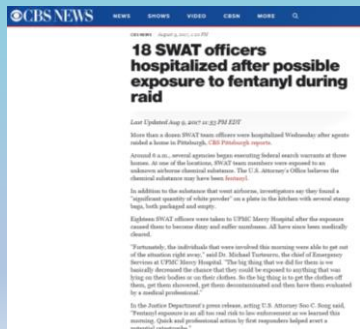 CBS NEWS NEWS SHOWS VIDEO CBSN MORE
CBS NEWS August 9, 2017, 1:20 PM
18 SWAT officers
hospitalized after possible
exposure to fentanyl during
raid
Last Updated Aug 9, 2017 11:33 PM EDT
More than a dozen SWAT team officers were hospitalized Wednesday after agents
raided a home in Pittsburgh, CBS Pittsburgh reports.
Around 6 a.m., several agencies began executing federal search warrants at three
homes. At one of the locations, SWAT team members were exposed to an
unknown airborne chemical substance. The U.S. Attorney's Office believes the
chemical substance may have been fentanyl.
In addition to the substance that went airborne, investigators say they found a
"significant quantity of white powder" on a plate in the kitchen with several stamp
bags, both packaged and empty.
Eighteen SWAT officers were taken to UPMC Mercy Hospital after the exposure
caused them to become dizzy and suffer numbness. All have since been medically
cleared.
"Fortunately, the individuals that were involved this morning were able to get out
of the situation right away," said Dr. Michael Turturro, the chief of Emergency
Services at UPMC Mercy Hospital. "The big thing that we did for them is we
basically decreased the chance that they could be exposed to anything that was
lying on their bodies or on their clothes. So the big thing is to get the clothes off
them, get them showered, get them decontaminated and then have them evaluated
by a medical professional."
In the Justice Department's press release, acting U.S. Attorney Soo C. Song said,
"Fentanyl exposure is an all too real risk to law enforcement as we learned this
morning. Quick and professional action by first responders helped avert a
potential catastrophe."